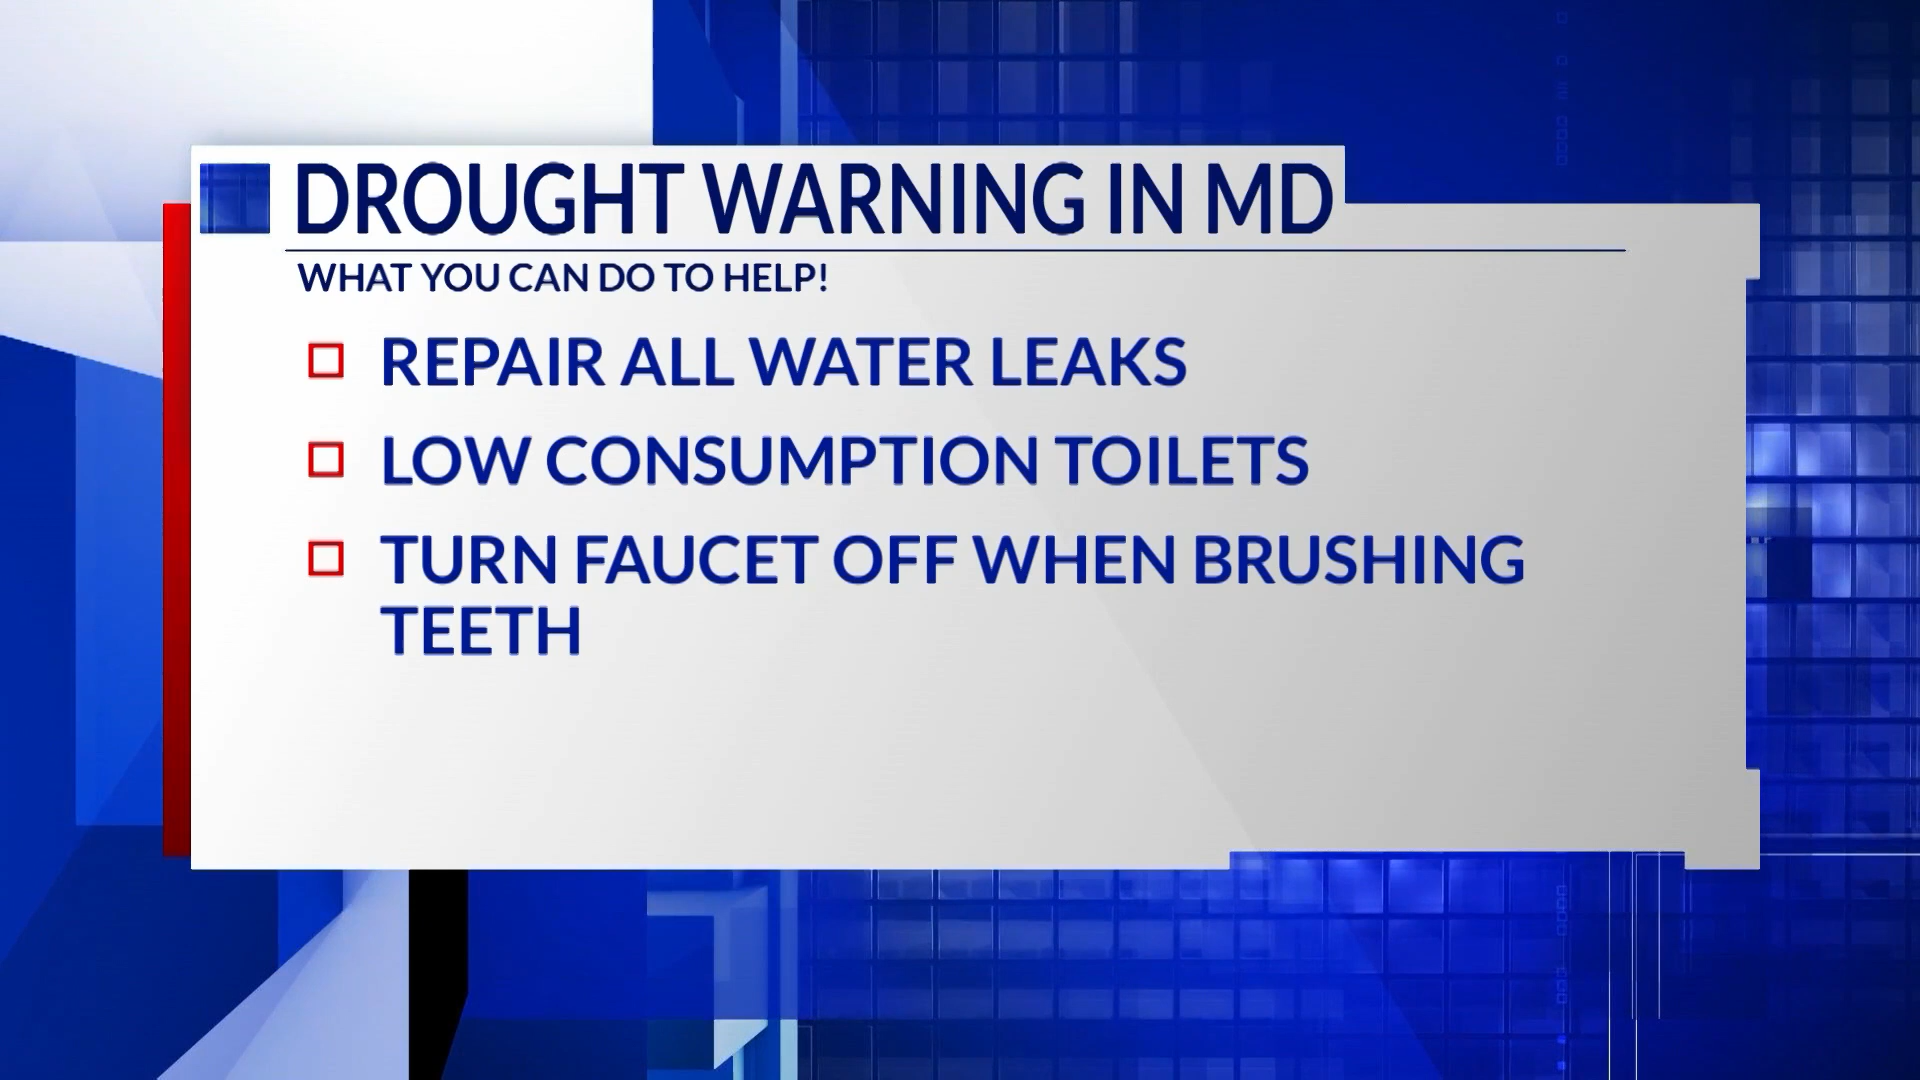 DROUGHT WARNING IN MD
WHAT YOU CAN DO TO HELP!
REPAIR ALL WATER LEAKS
LOW CONSUMPTION TOILETS
TURN FAUCET OFF WHEN BRUSHING
TEETH